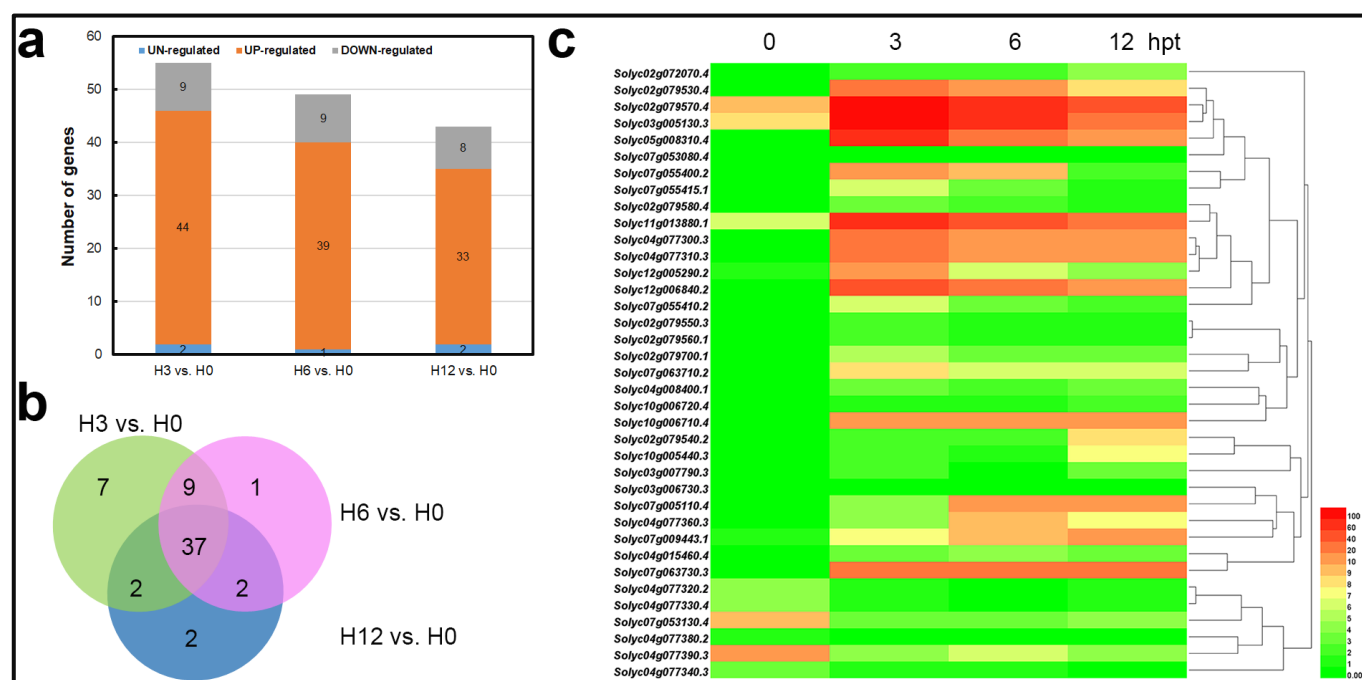 a
60
50
40
30
20
10
0
Number of genes
UN-regulated UP-regulated DOWN-regulated
9
44
2
9
39
1
8
33
2
H3 vs. H0 H6 vs. H0 H12 vs. H0
b
H3 vs. H0
H6 vs. H0
H12 vs. H0
7 9 1
37
2 2
2
c
0 3 6 12 hpt
Solyc02g072070.4
Solyc02g079530.4
Solyc02g079570.4
Solyc03g005130.3
Solyc05g008310.4
Solyc07g053080.4
Solyc07g055400.2
Solyc07g055415.1
Solyc02g079580.4
Solyc11g013880.1
Solyc04g077300.3
Solyc04g077310.3
Solyc12g005290.2
Solyc12g006840.2
Solyc07g055410.2
Solyc02g079550.3
Solyc02g079560.1
Solyc02g079700.1
Solyc07g063710.2
Solyc04g008400.1
Solyc10g006720.4
Solyc10g006710.4
Solyc02g079540.2
Solyc10g005440.3
Solyc03g007790.3
Solyc03g006730.3
Solyc07g005110.4
Solyc04g077360.3
Solyc07g009443.1
Solyc04g015460.4
Solyc07g063730.3
Solyc04g077320.2
Solyc04g077330.4
Solyc07g053130.4
Solyc04g077380.2
Solyc04g077390.3
Solyc04g077340.3
100
60
40
20
10
9
8
7
6
5
4
3
2
1
0.00